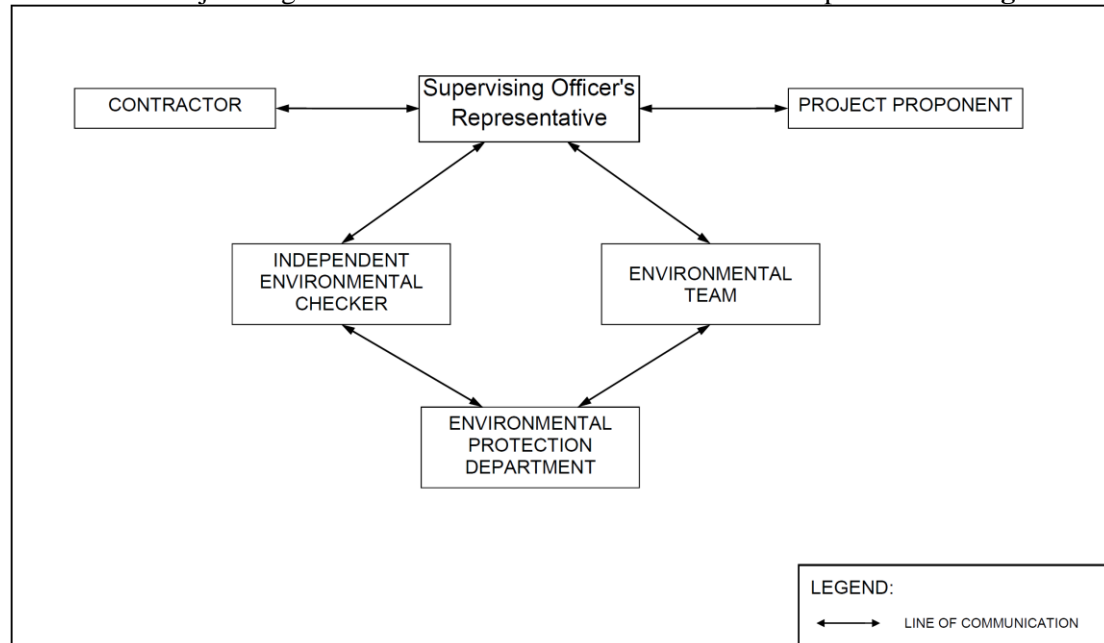 CONTRACTOR
Supervising Officer's
Representative
PROJECT PROPONENT
INDEPENDENT
ENVIRONMENTAL
CHECKER
ENVIRONMENTAL
TEAM
ENVIRONMENTAL
PROTECTION
DEPARTMENT
LEGEND:
LINE OF COMMUNICATION